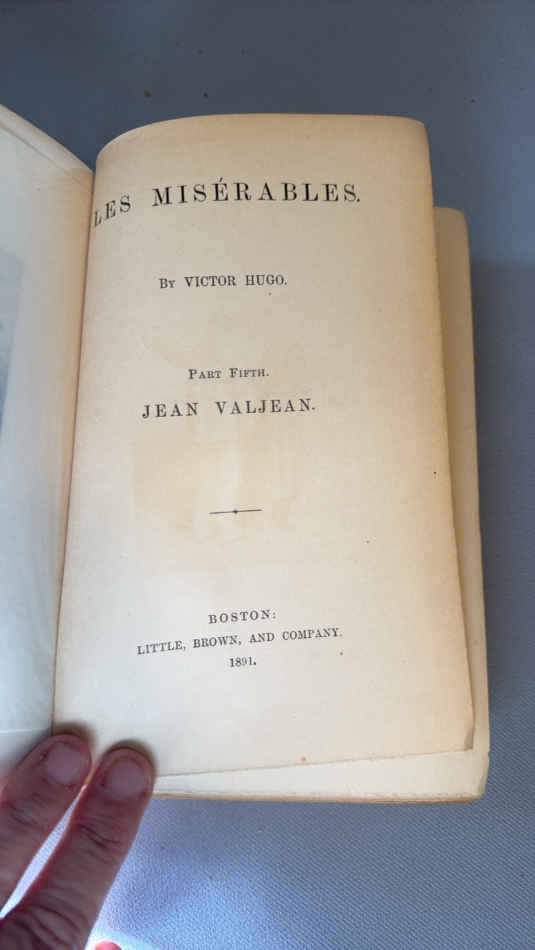 LES MISÉRABLES.
By VICTOR HUGO.
Part Fifth.
JEAN VALJEAN.
BOSTON:
LITTLE, BROWN, AND COMPANY.
1891.